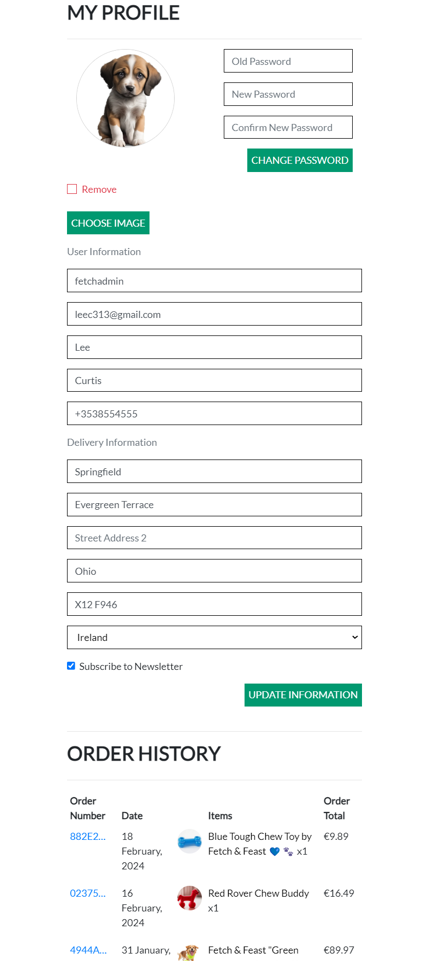 MY PROFILE
Old Password
New Password
Confirm New Password
CHANGE PASSWORD
Remove
CHOOSE IMAGE
User Information
fetchadmin
leec313@gmail.com
Lee
Curtis
+3538554555
Delivery Information
Springfield
Evergreen Terrace
Street Address 2
Ohio
X12 F946
Ireland
Subscribe to Newsletter
UPDATE INFORMATION
ORDER HISTORY
Order Number Date Items Order Total
882E2... 18 February, 2024 Blue Tough Chew Toy by Fetch & Feast 💙 🐾 x1 €9.89
02375... 16 February, 2024 Red Rover Chew Buddy x1 €16.49
4944A... 31 January, Fetch & Feast "Green €89.97